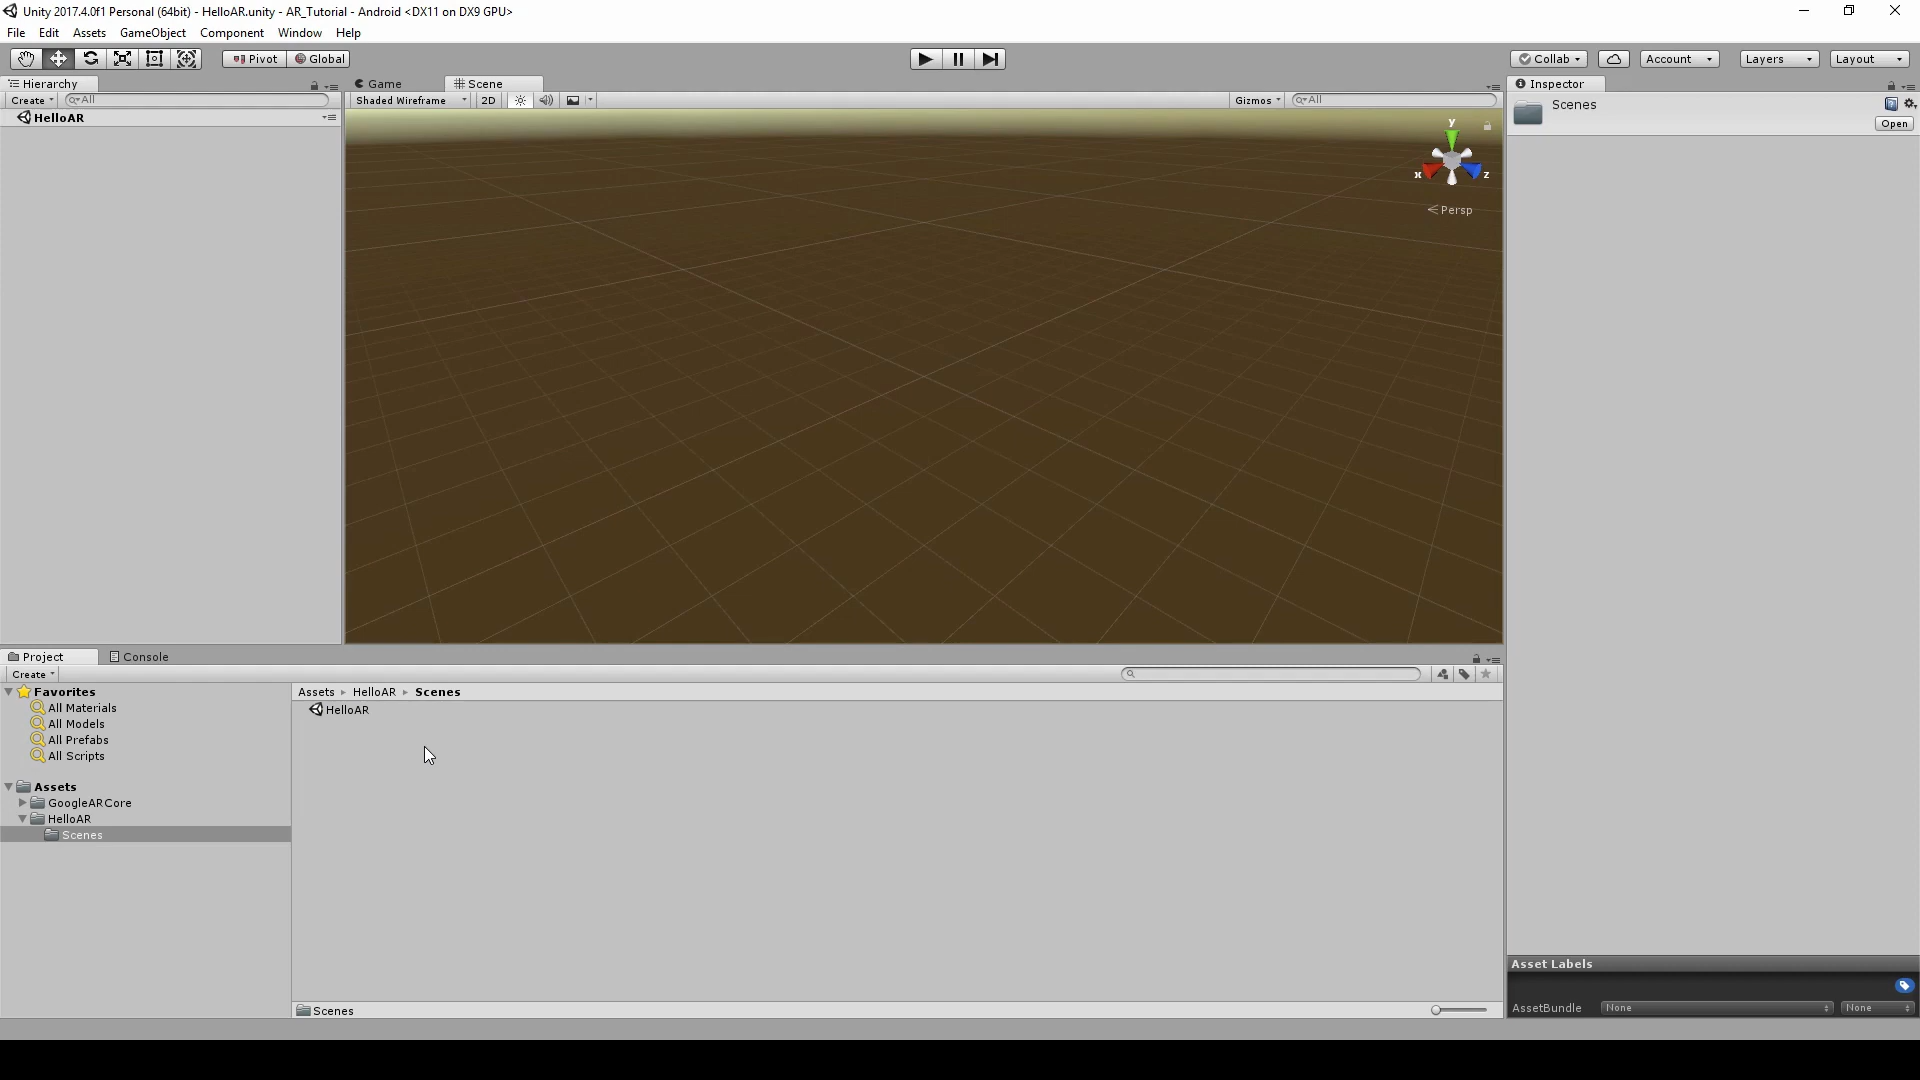 Unity 2017.4.0f1 Personal (64bit) - HelloAR.unity - AR_Tutorial - Android <DX11 on DX9 GPU>
File Edit Assets GameObject Component Window Help
Pivot Global Collab Account Layers Layout
Hierarchy
Create All
HelloAR
Game Scene
Shaded Wireframe 2D Gizmos All
y
x z
Persp
Inspector
Scenes
Open
Project Console
Create
Favorites
All Materials
All Models
All Prefabs
All Scripts
Assets
GoogleARCore
HelloAR
Scenes
Assets HelloAR Scenes
HelloAR
Scenes
Asset Labels
AssetBundle None None